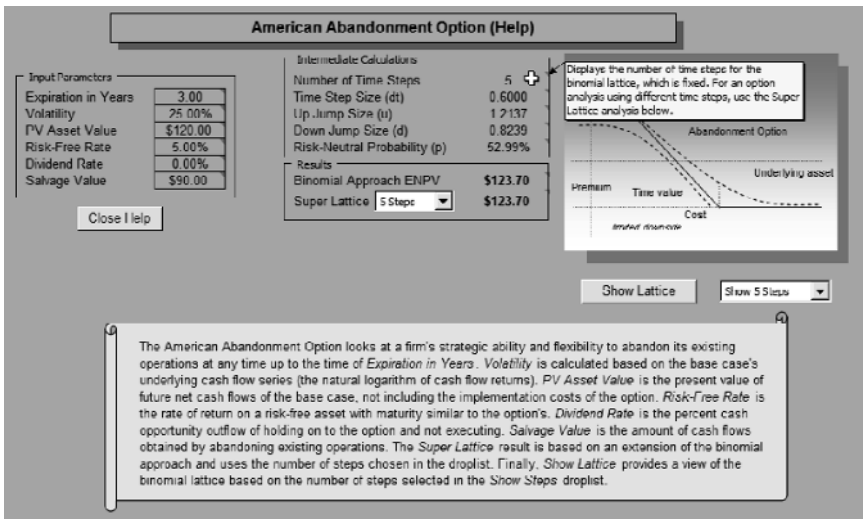 American Abandonment Option (Help)
Input Parameters
Expiration in Years 3.00
Volatility 25.00%
PV Asset Value $120.00
Risk-Free Rate 5.00%
Dividend Rate 0.00%
Salvage Value $90.00
Close Help
Intermediate Calculations
Number of Time Steps 5
Time Step Size (dt) 0.6000
Up Jump Size (u) 1.2137
Down Jump Size (d) 0.8239
Risk-Neutral Probability (p) 52.99%
Results
Binomial Approach ENPV $123.70
Super Lattice 5 Steps $123.70
Displays the number of time steps for the
binomial lattice, which is fixed. For an option
analysis using different time steps, use the Super
Lattice analysis below.
Abandonment Option
Underlying asset
Premium
Time value
Cost
limited downside
Show Lattice
Show 5 Steps
The American Abandonment Option looks at a firm's strategic ability and flexibility to abandon its existing
operations at any time up to the time of Expiration in Years. Volatility is calculated based on the base case's
underlying cash flow series (the natural logarithm of cash flow returns). PV Asset Value is the present value of
future net cash flows of the base case, not including the implementation costs of the option. Risk-Free Rate is
the rate of return on a risk-free asset with maturity similar to the option's. Dividend Rate is the percent cash
opportunity outflow of holding on to the option and not executing. Salvage Value is the amount of cash flows
obtained by abandoning existing operations. The Super Lattice result is based on an extension of the binomial
approach and uses the number of steps chosen in the droplist. Finally, Show Lattice provides a view of the
binomial lattice based on the number of steps selected in the Show Steps droplist.